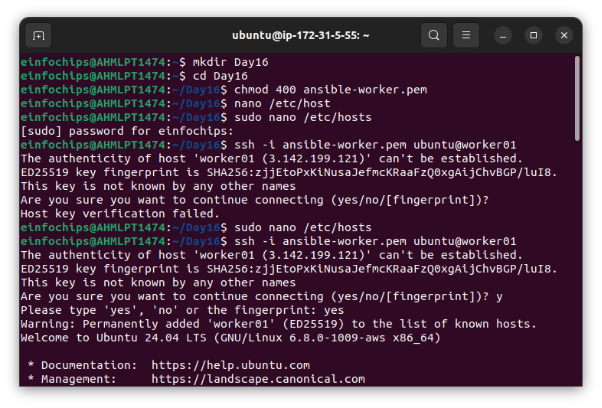 ubuntu@ip-172-31-5-55: ~
einfochips@AHMLPT1474:~$ mkdir Day16
einfochips@AHMLPT1474:~$ cd Day16
einfochips@AHMLPT1474:~/Day16$ chmod 400 ansible-worker.pem
einfochips@AHMLPT1474:~/Day16$ nano /etc/host
einfochips@AHMLPT1474:~/Day16$ sudo nano /etc/hosts
[sudo] password for einfochips:
einfochips@AHMLPT1474:~/Day16$ ssh -i ansible-worker.pem ubuntu@worker01
The authenticity of host 'worker01 (3.142.199.121)' can't be established.
ED25519 key fingerprint is SHA256:zjjEtoPxKiNusaJefmcKRaaFzQ0xgAijChvBGP/luI8.
This key is not known by any other names
Are you sure you want to continue connecting (yes/no/[fingerprint])?
Host key verification failed.
einfochips@AHMLPT1474:~/Day16$ sudo nano /etc/hosts
einfochips@AHMLPT1474:~/Day16$ ssh -i ansible-worker.pem ubuntu@worker01
The authenticity of host 'worker01 (3.142.199.121)' can't be established.
ED25519 key fingerprint is SHA256:zjjEtoPxKiNusaJefmcKRaaFzQ0xgAijChvBGP/luI8.
This key is not known by any other names
Are you sure you want to continue connecting (yes/no/[fingerprint])? y
Please type 'yes', 'no' or the fingerprint: yes
Warning: Permanently added 'worker01' (ED25519) to the list of known hosts.
Welcome to Ubuntu 24.04 LTS (GNU/Linux 6.8.0-1009-aws x86_64)
* Documentation:  https://help.ubuntu.com
* Management:     https://landscape.canonical.com